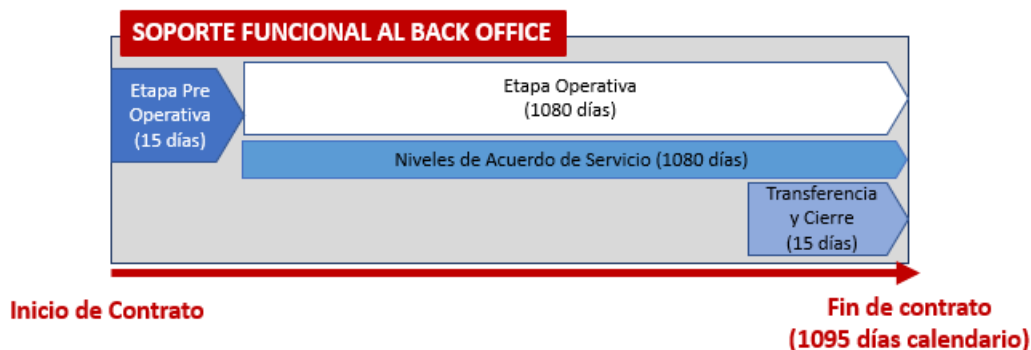 SOPORTE FUNCIONAL AL BACK OFFICE
Etapa Pre
Operativa
(15 días)
Etapa Operativa
(1080 días)
Niveles de Acuerdo de Servicio (1080 días)
Transferencia
y Cierre
(15 días)
Inicio de Contrato
Fin de contrato
(1095 días calendario)